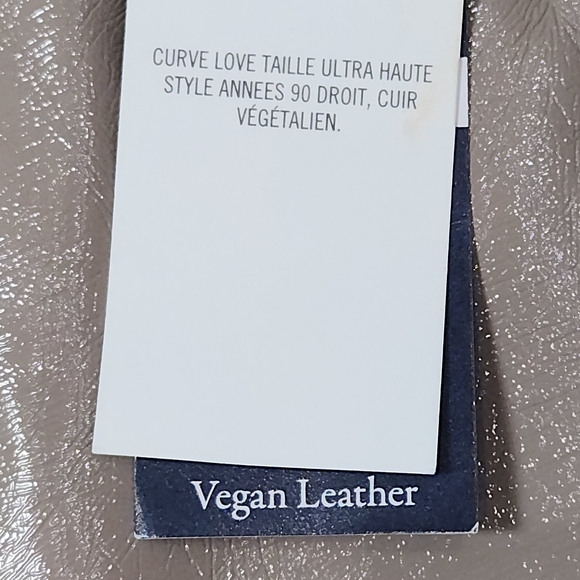 CURVE LOVE TAILLE ULTRA HAUTE
STYLE ANNEES 90 DROIT, CUIR
VÉGÉTALIEN.
Vegan Leather